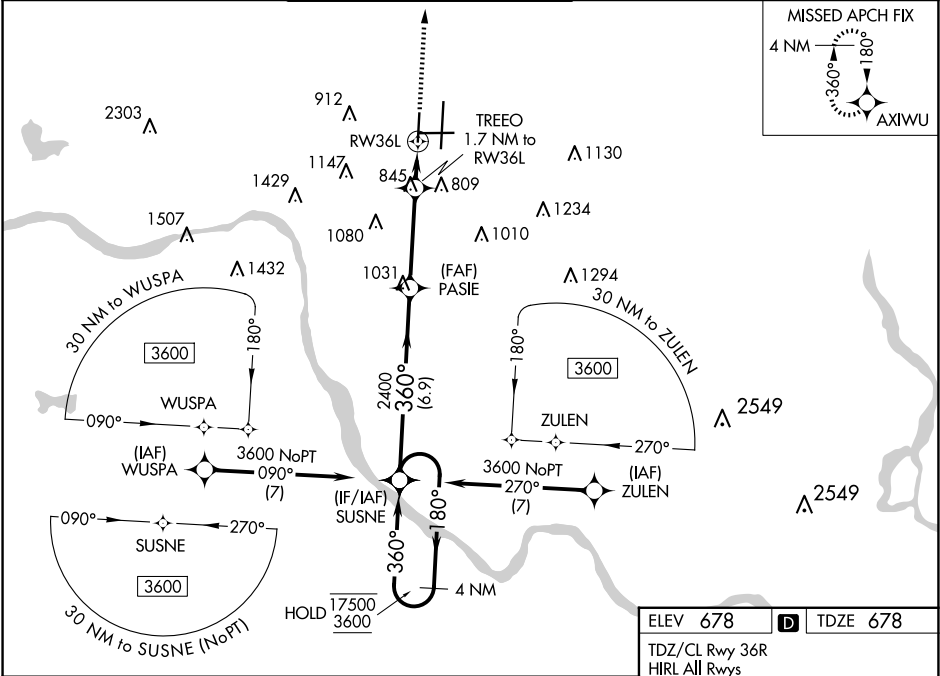 MISSED APCH FIX
4 NM
360°
180°
AXIWU
2303
912
RW36L
TREEO
1.7 NM to
RW36L
1130
1147
845
809
1429
1234
1507
1080
1010
1432
1031
(FAF)
PASIE
1294
30 NM to WUSPA
180°
3600
090°
WUSPA
30 NM to ZULEN
180°
3600
ZULEN
270°
2400
360°
(6.9)
2549
(IAF)
WUSPA
3600 NoPT
090°
(7)
(IF/IAF)
SUSNE
3600 NoPT
270°
(7)
(IAF)
ZULEN
2549
090°
270°
SUSNE
3600
30 NM to SUSNE (NoPT)
360°
180°
4 NM
HOLD
17500
3600
ELEV 678
D
TDZE 678
TDZ/CL Rwy 36R
HIRL All Rwys